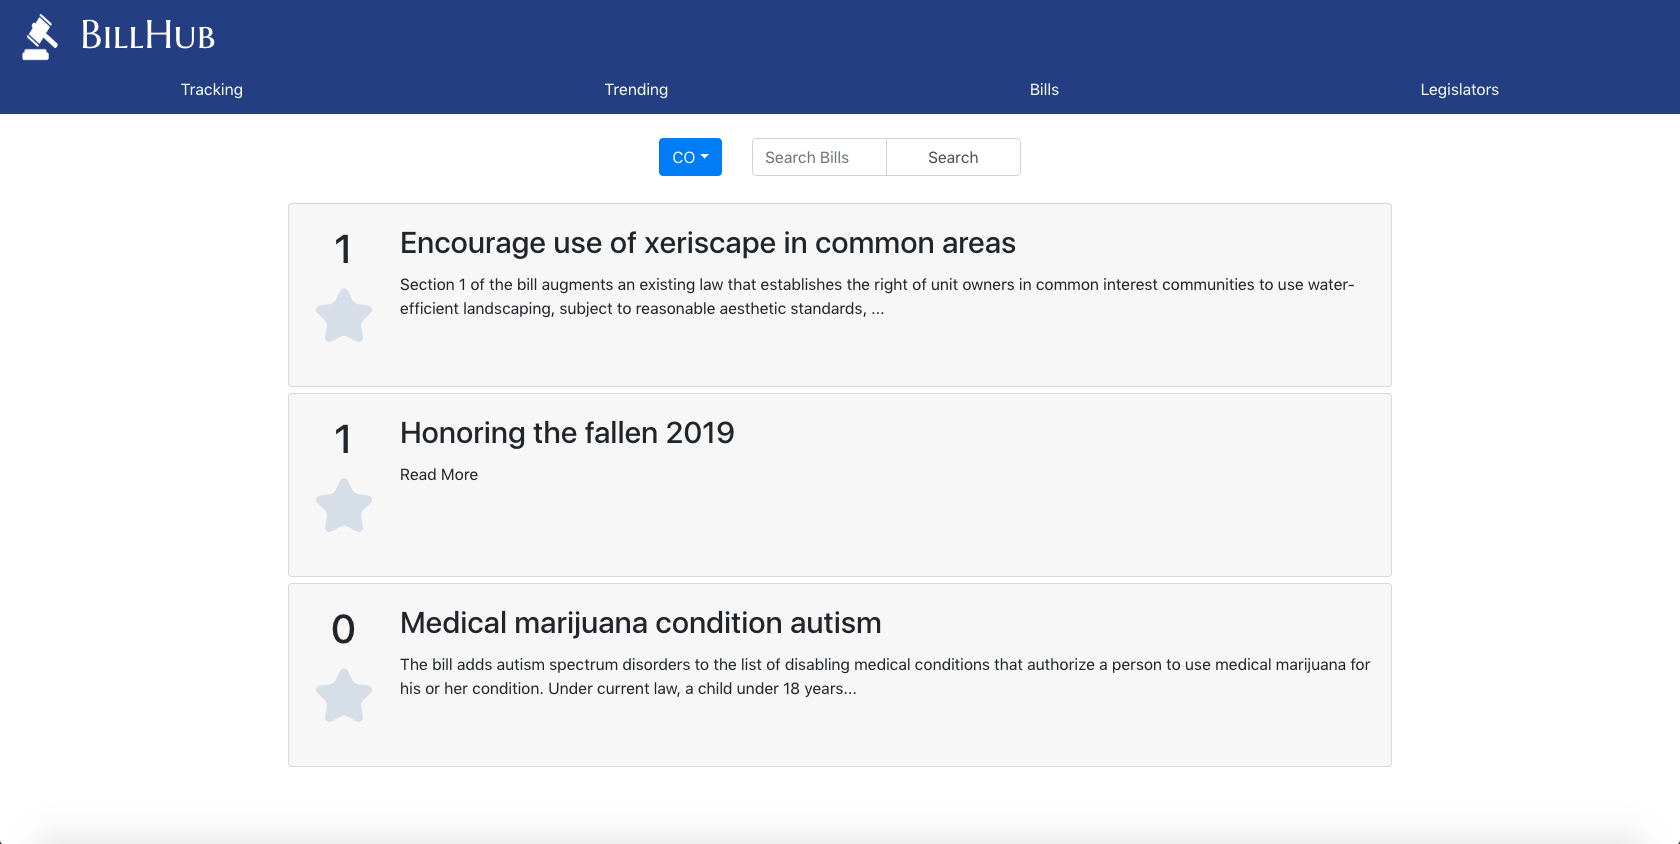 BillHub
Tracking
Trending
Bills
Legislators
CO
Search Bills
Search
1
Encourage use of xeriscape in common areas
Section 1 of the bill augments an existing law that establishes the right of unit owners in common interest communities to use water-
efficient landscaping, subject to reasonable aesthetic standards, ...
1
Honoring the fallen 2019
Read More
0
Medical marijuana condition autism
The bill adds autism spectrum disorders to the list of disabling medical conditions that authorize a person to use medical marijuana for
his or her condition. Under current law, a child under 18 years...